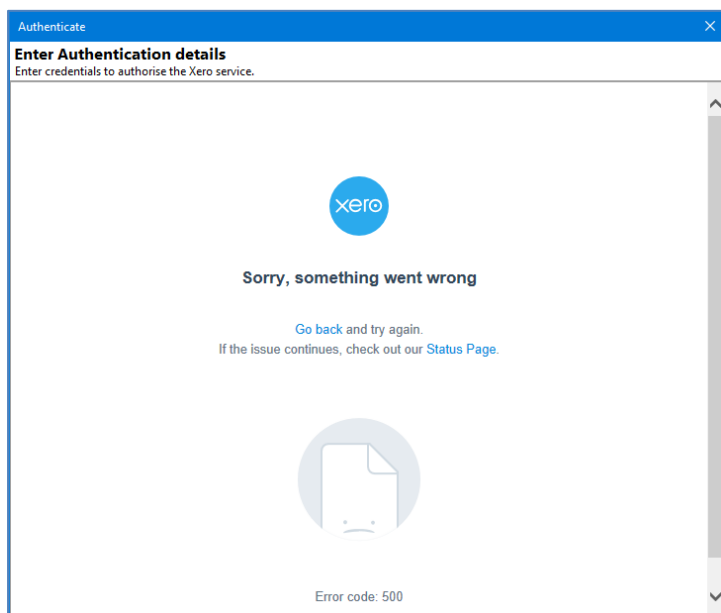 Authenticate
Enter Authentication details
Enter credentials to authorise the Xero service.
xero
Sorry, something went wrong
Go back and try again.
If the issue continues, check out our Status Page.
Error code: 500